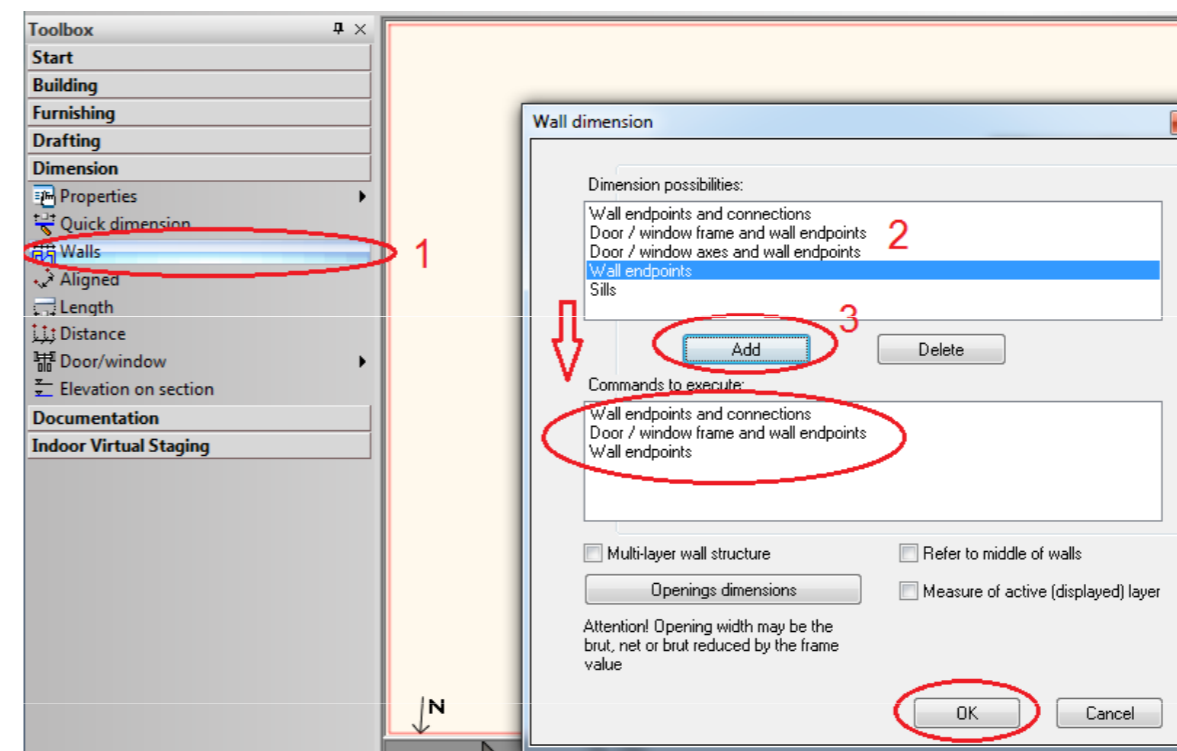 Toolbox
Start
Building
Furnishing
Drafting
Dimension
Properties
Quick dimension
Walls
Aligned
Length
Distance
Door/window
Elevation on section
Documentation
Indoor Virtual Staging
1
N
Wall dimension
Dimension possibilities:
Wall endpoints and connections
Door / window frame and wall endpoints
Door / window axes and wall endpoints
Wall endpoints
Sills
2
3
Add Delete
Commands to execute:
Wall endpoints and connections
Door / window frame and wall endpoints
Wall endpoints
Multi-layer wall structure Refer to middle of walls
Openings dimensions Measure of active (displayed) layer
Attention! Opening width may be the
brut, net or brut reduced by the frame
value
OK Cancel